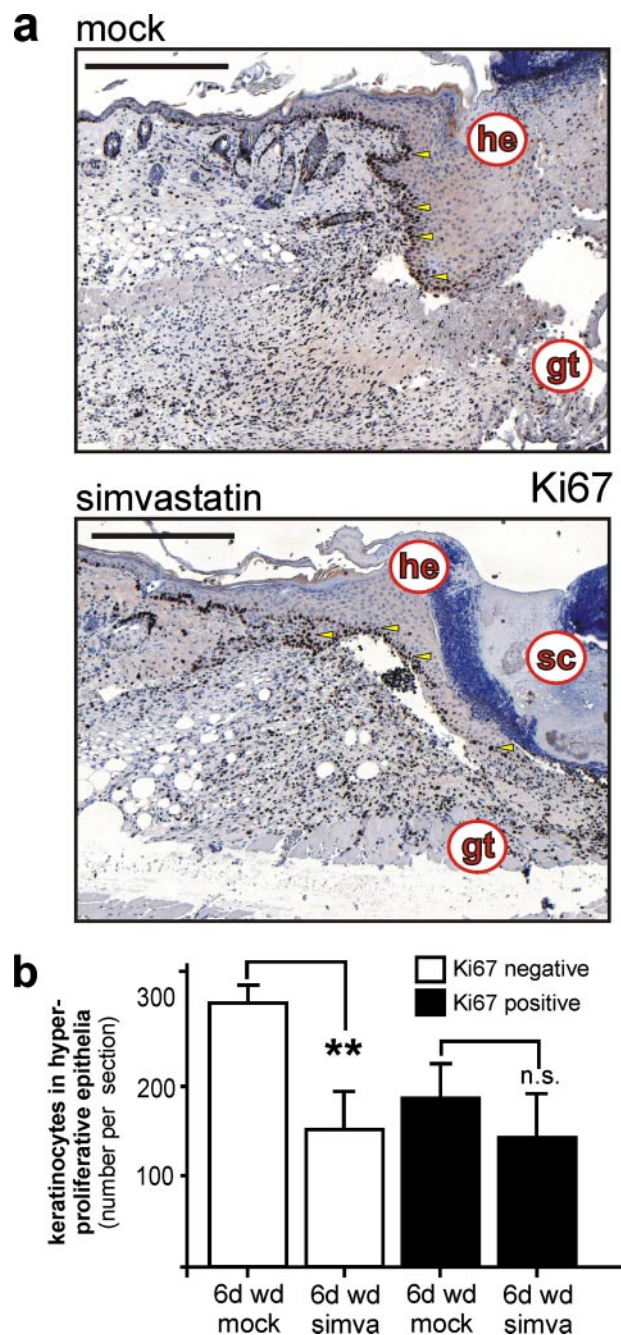 a
mock
he
gt
simvastatin Ki67
he
sc
gt
b
keratinocytes in hyper-
proliferative epithelia
(number per section)
300
200
100
Ki67 negative
Ki67 positive
**
n.s.
6d wd
mock
6d wd
simva
6d wd
mock
6d wd
simva